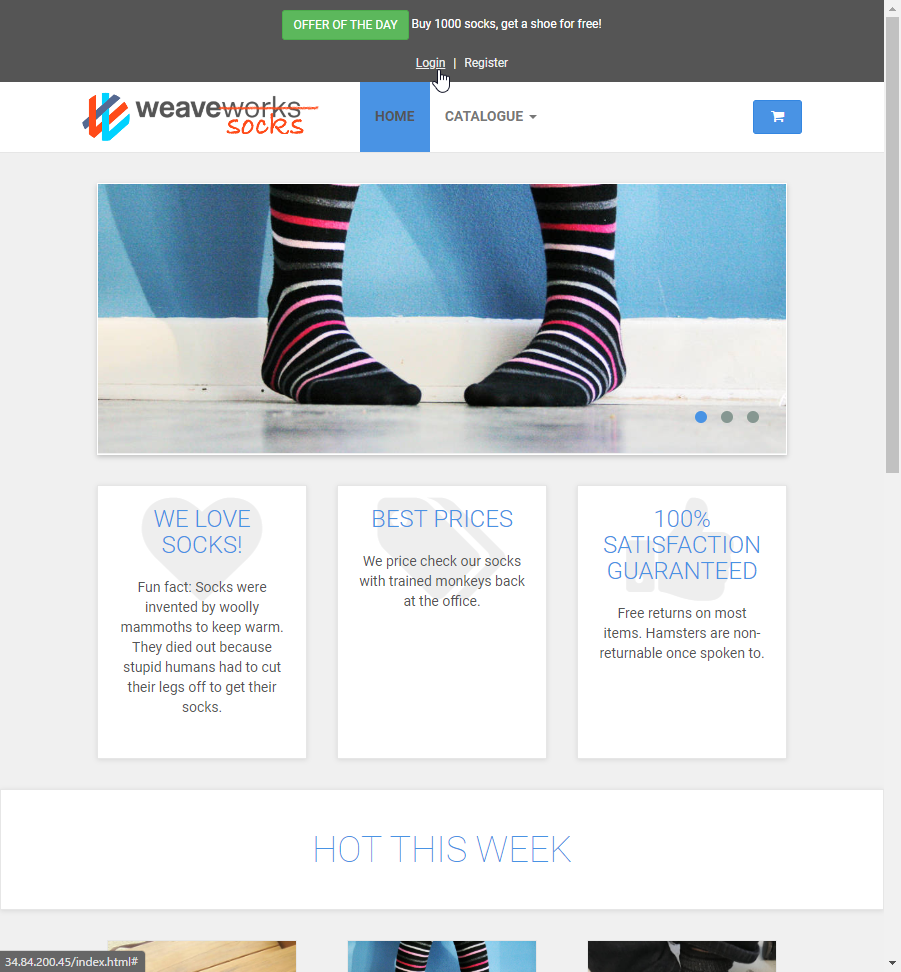 OFFER OF THE DAY Buy 1000 socks, get a shoe for free!
Login | Register
weaveworks
socks
HOME CATALOGUE
WE LOVE
SOCKS!
Fun fact: Socks were
invented by woolly
mammoths to keep warm.
They died out because
stupid humans had to cut
their legs off to get their
socks.
BEST PRICES
We price check our socks
with trained monkeys back
at the office.
100%
SATISFACTION
GUARANTEED
Free returns on most
items. Hamsters are non-
returnable once spoken to.
HOT THIS WEEK
34.84.200.45/index.html#